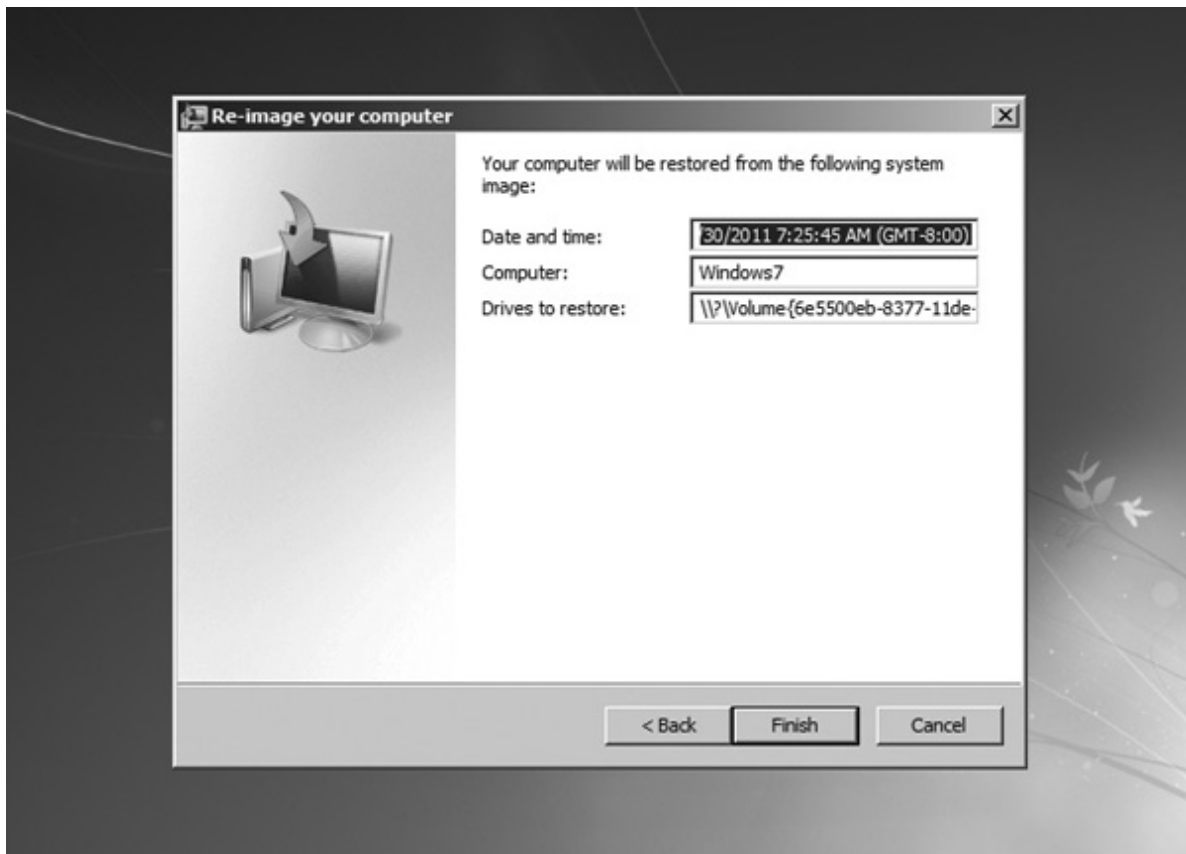 Re-image your computer
Your computer will be restored from the following system
image:
Date and time: /30/2011 7:25:45 AM (GMT-8:00)
Computer: Windows7
Drives to restore: \\?\Volume{6e5500eb-8377-11de-
< Back Finish Cancel